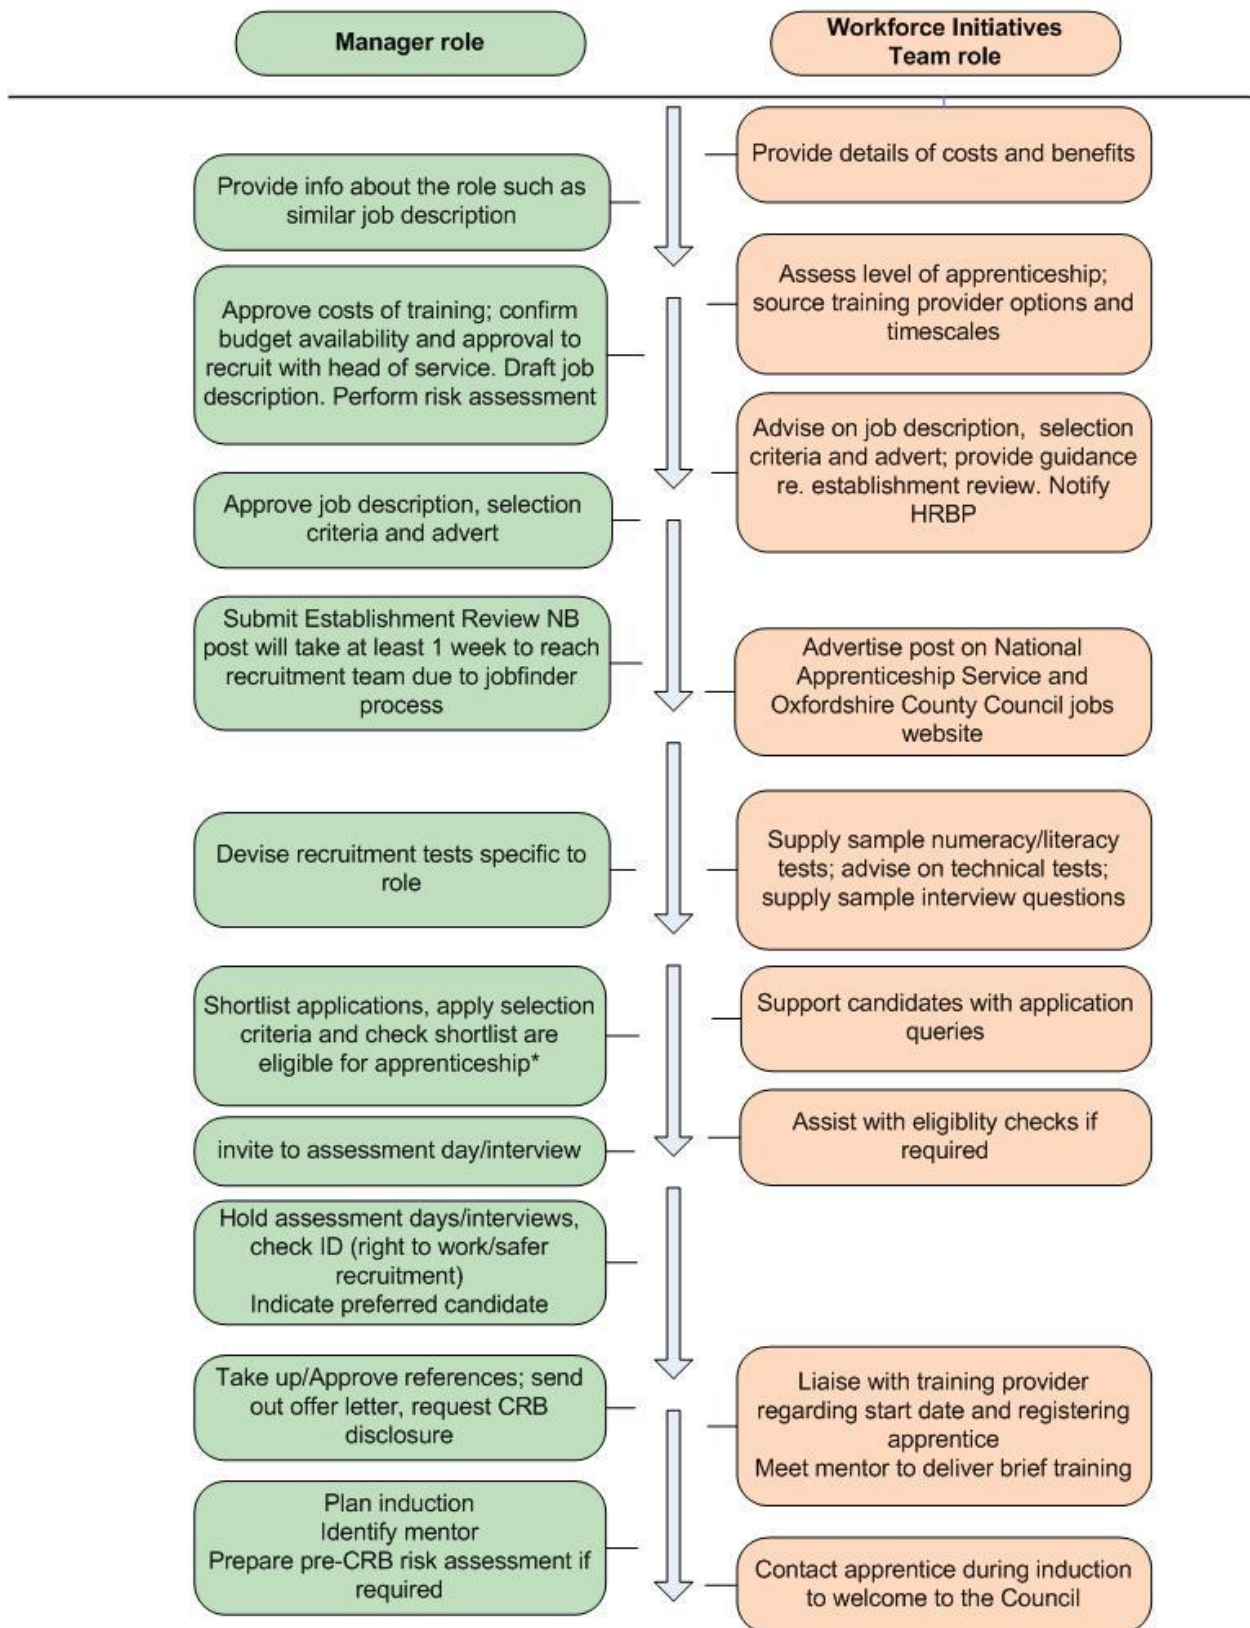 Manager role
Workforce Initiatives
Team role
Provide details of costs and benefits
Provide info about the role such as
similar job description
Assess level of apprenticeship;
source training provider options and
timescales
Approve costs of training; confirm
budget availability and approval to
recruit with head of service. Draft job
description. Perform risk assessment
Advise on job description,  selection
criteria and advert; provide guidance
re. establishment review. Notify
HRBP
Approve job description, selection
criteria and advert
Submit Establishment Review NB
post will take at least 1 week to reach
recruitment team due to jobfinder
process
Advertise post on National
Apprenticeship Service and
Oxfordshire County Council jobs
website
Devise recruitment tests specific to
role
Supply sample numeracy/literacy
tests; advise on technical tests;
supply sample interview questions
Shortlist applications, apply selection
criteria and check shortlist are
eligible for apprenticeship*
Support candidates with application
queries
invite to assessment day/interview
Assist with eligiblity checks if
required
Hold assessment days/interviews,
check ID (right to work/safer
recruitment)
Indicate preferred candidate
Take up/Approve references; send
out offer letter, request CRB
disclosure
Liaise with training provider
regarding start date and registering
apprentice
Meet mentor to deliver brief training
Plan induction
Identify mentor
Prepare pre-CRB risk assessment if
required
Contact apprentice during induction
to welcome to the Council